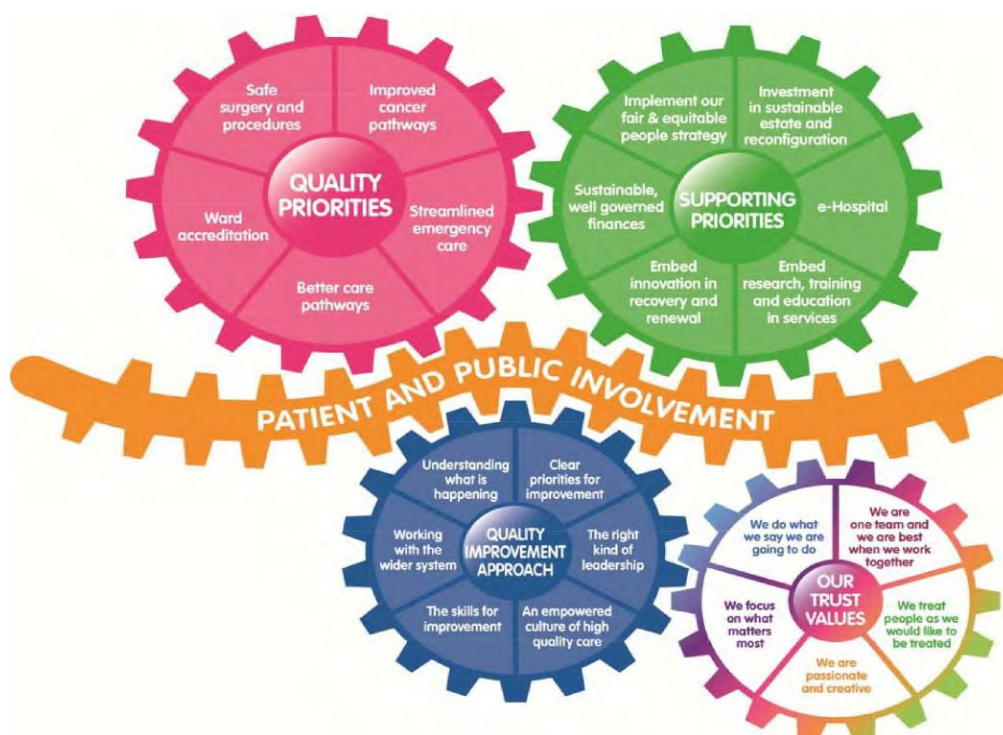 Safe
surgery and
procedures
Improved
cancer
pathways
QUALITY
PRIORITIES
Ward
accreditation
Streamlined
emergency
care
Better care
pathways
Implement our
fair & equitable
people strategy
Investment
in sustainable
estate and
reconfiguration
Sustainable,
well governed
finances
SUPPORTING
PRIORITIES
e-Hospital
Embed
innovation in
recovery and
renewal
Embed
research, training
and education
in services
PATIENT AND PUBLIC INVOLVEMENT
Understanding
what is
happening
Clear
priorities for
improvement
Working
with the
wider system
QUALITY
IMPROVEMENT
APPROACH
The right
kind of
leadership
The skills for
improvement
An empowered
culture of high
quality care
We do what
we say we are
going to do
We are
one team and
we are best
when we work
together
We focus
on what
matters
most
OUR
TRUST
VALUES
We treat
people as we
would like to
be treated
We are
passionate
and creative